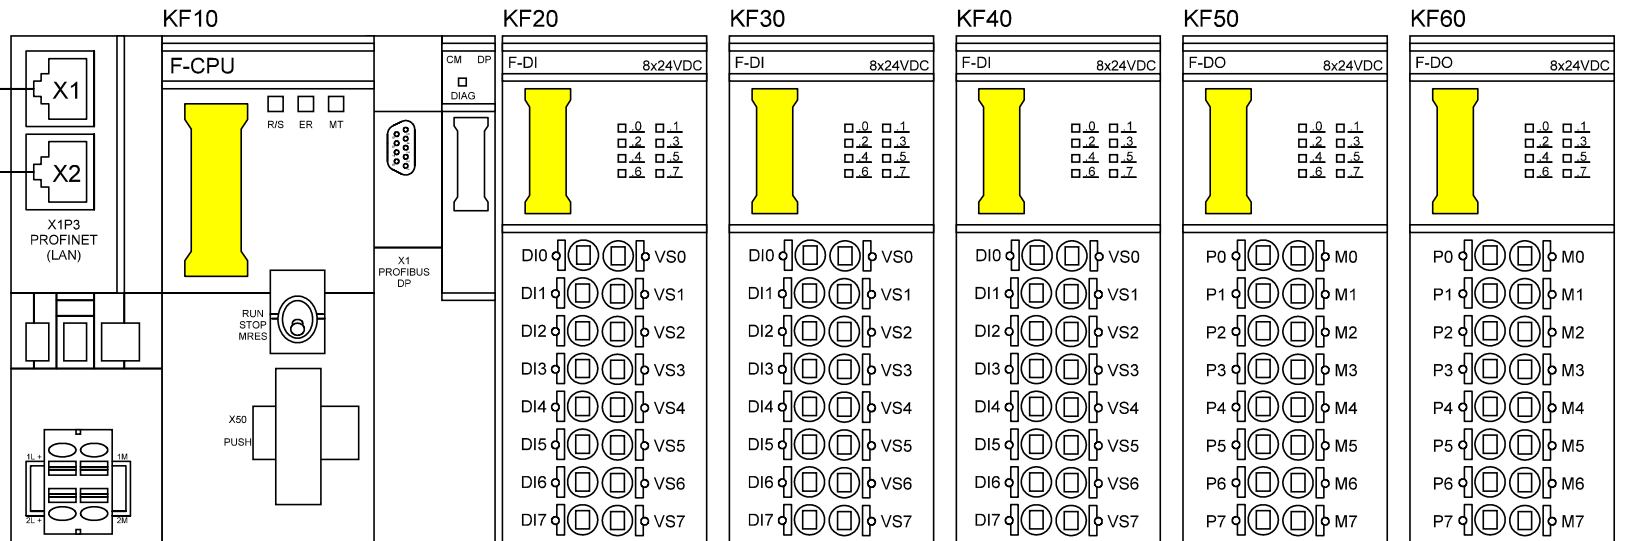 KF10
KF20
KF30
KF40
KF50
KF60
X1
X2
X1P3
PROFINET
(LAN)
1L +
1M
2L +
2M
F-CPU
R/S
ER
MT
RUN
STOP
MRES
X50
PUSH
X1
PROFIBUS
DP
CM DP
DIAG
F-DI 8x24VDC
.0 .1
.2 .3
.4 .5
.6 .7
DI0 VS0
DI1 VS1
DI2 VS2
DI3 VS3
DI4 VS4
DI5 VS5
DI6 VS6
DI7 VS7
F-DI 8x24VDC
.0 .1
.2 .3
.4 .5
.6 .7
DI0 VS0
DI1 VS1
DI2 VS2
DI3 VS3
DI4 VS4
DI5 VS5
DI6 VS6
DI7 VS7
F-DI 8x24VDC
.0 .1
.2 .3
.4 .5
.6 .7
DI0 VS0
DI1 VS1
DI2 VS2
DI3 VS3
DI4 VS4
DI5 VS5
DI6 VS6
DI7 VS7
F-DO 8x24VDC
.0 .1
.2 .3
.4 .5
.6 .7
P0 M0
P1 M1
P2 M2
P3 M3
P4 M4
P5 M5
P6 M6
P7 M7
F-DO 8x24VDC
.0 .1
.2 .3
.4 .5
.6 .7
P0 M0
P1 M1
P2 M2
P3 M3
P4 M4
P5 M5
P6 M6
P7 M7